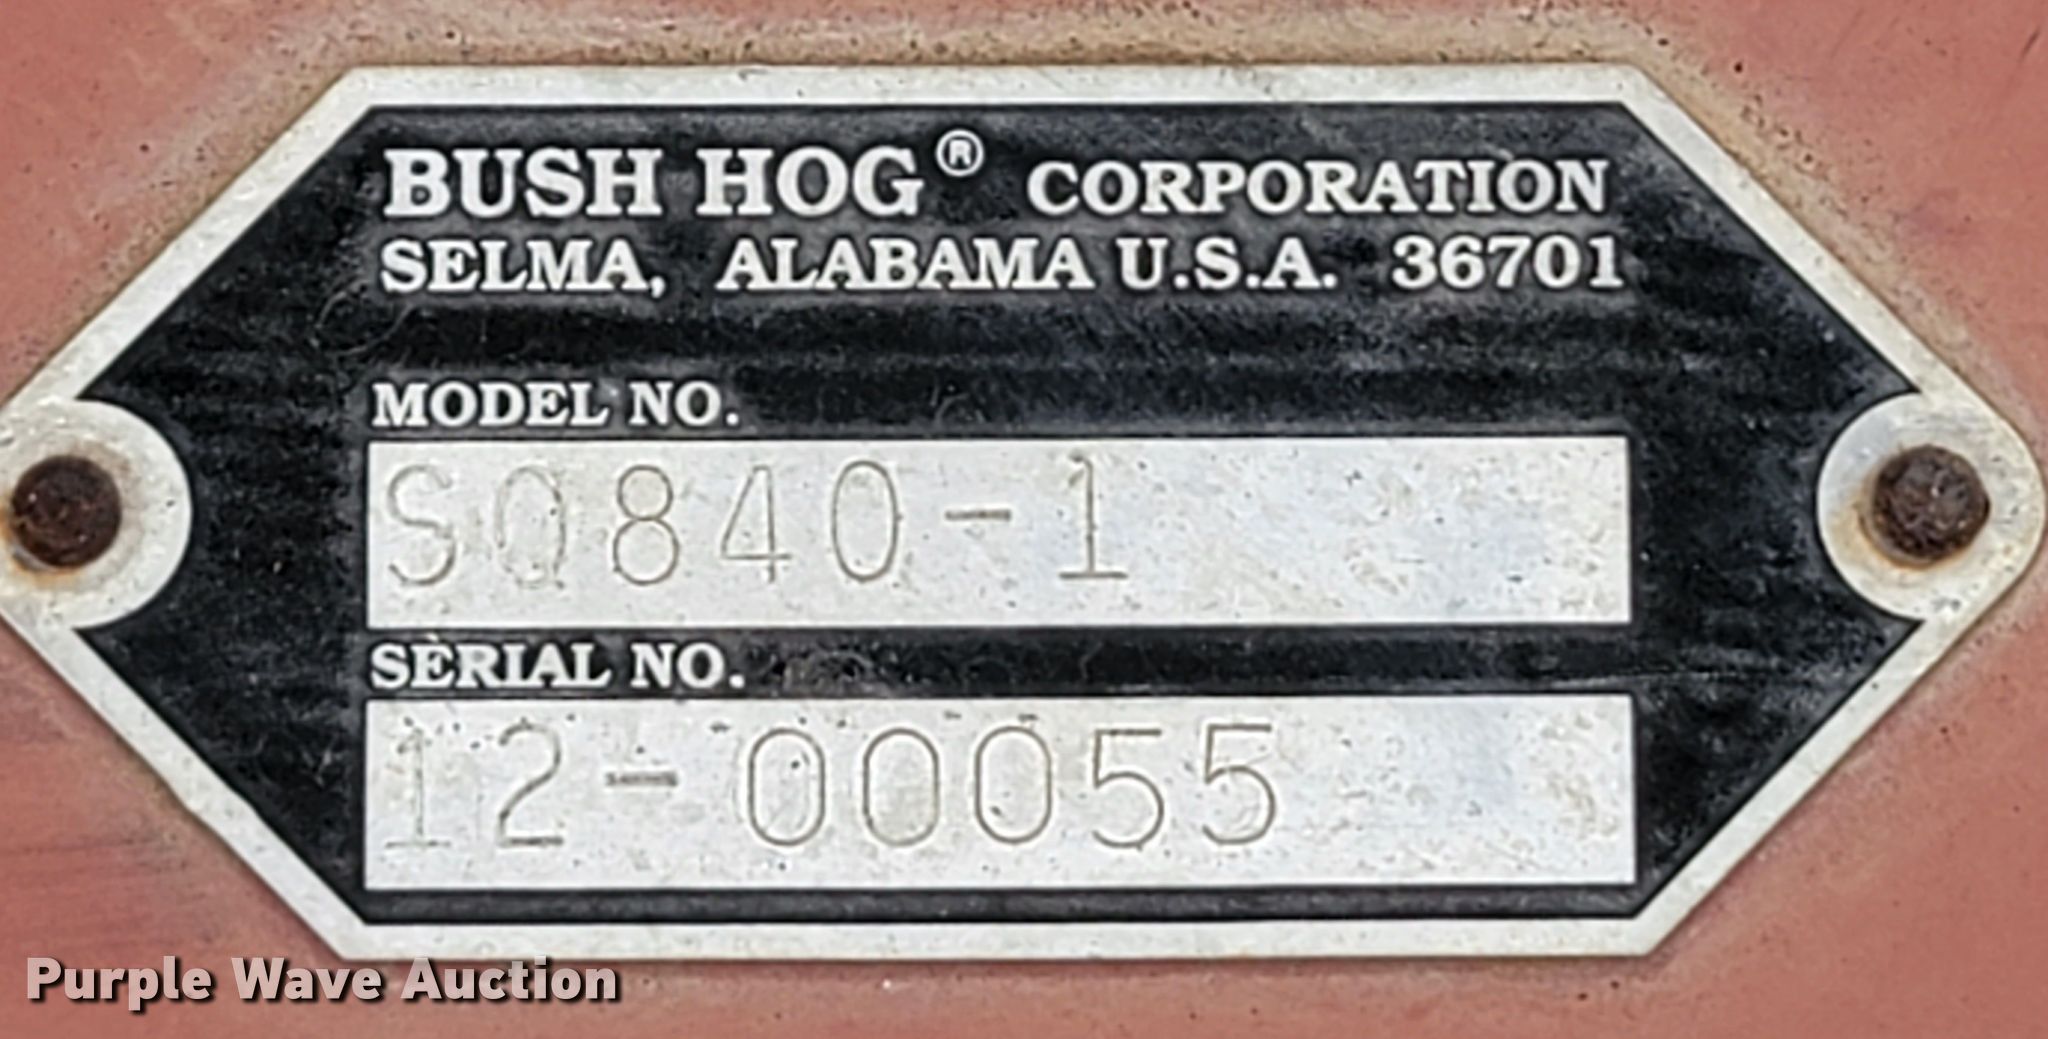 BUSH HOG® CORPORATION
SELMA, ALABAMA U.S.A. 36701
MODEL NO.
SQ840-1
SERIAL NO.
12-00055
Purple Wave Auction